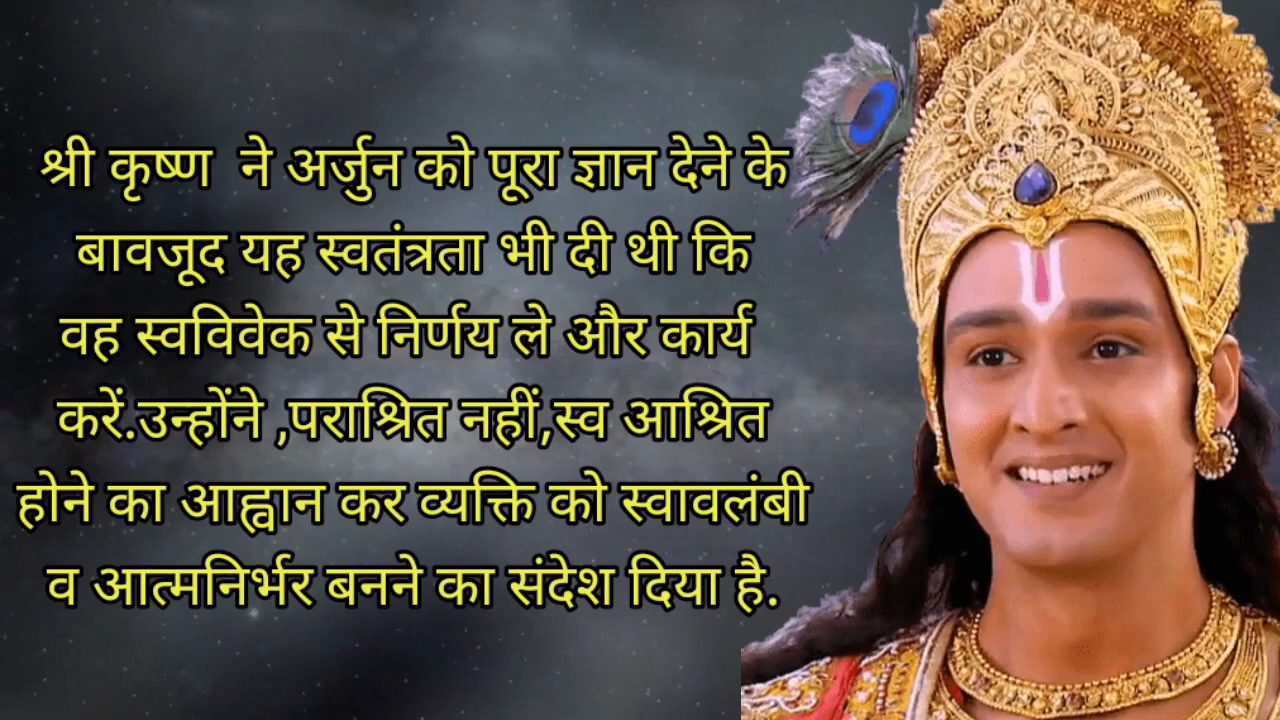 श्री कृष्ण ने अर्जुन को पूरा ज्ञान देने के
बावजूद यह स्वतंत्रता भी दी थी कि
वह स्वविवेक से निर्णय ले और कार्य
करें.उन्होंने ,पराश्रित नहीं,स्व आश्रित
होने का आह्वान कर व्यक्ति को स्वावलंबी
व आत्मनिर्भर बनने का संदेश दिया है.